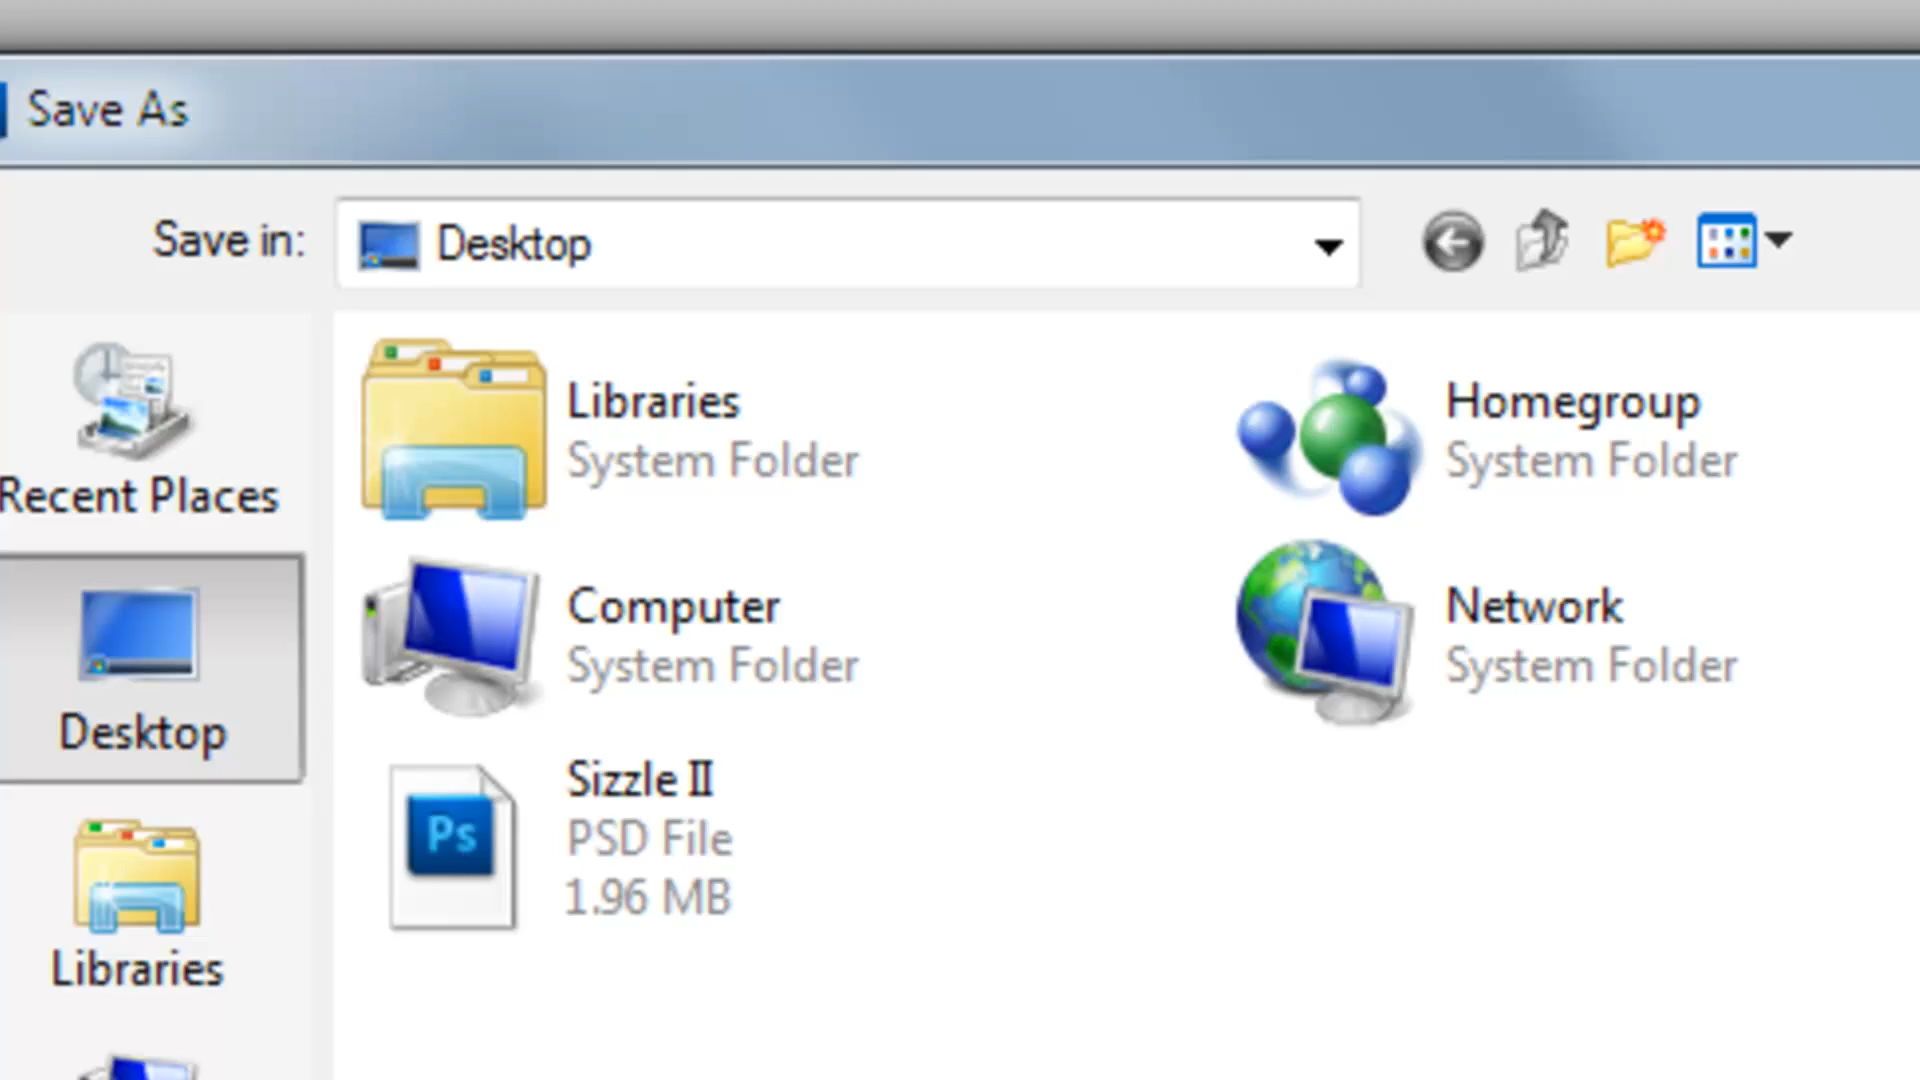 Save As
Save in:
Desktop
Recent Places
Desktop
Libraries
Libraries
System Folder
Homegroup
System Folder
Computer
System Folder
Network
System Folder
Sizzle II
PSD File
1.96 MB
Ps